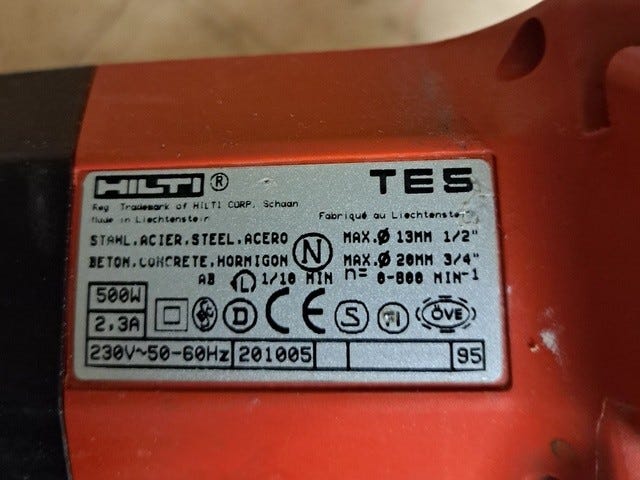 HILTI ® TE5
Reg. Trademark of HILTI CORP. Schaan
Made in Liechtenstein Fabriqué au Liechtenstein
STAHL.ACIER.STEEL.ACERO N MAX.Ø 13MM 1/2"
BETON.CONCRETE.HORMIGON MAX.Ø 20MM 3/4"
AB L 1/10 MIN n= 0-800 MIN-1
500W
2,3A D CE S FI ÖVE
230V~50-60Hz 201005 95